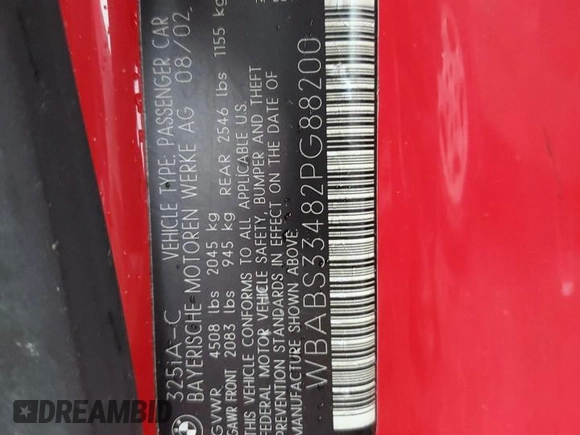 325iA-C VEHICLE TYPE: PASSENGER CAR
BAYERISCHE MOTOREN WERKE AG 08/02
GVWR 4508 lbs 2045 kg
GAWR FRONT 2083 lbs 945 kg REAR 2546 lbs 1155 kg
THIS VEHICLE CONFORMS TO ALL APPLICABLE U.S.
FEDERAL MOTOR VEHICLE SAFETY, BUMPER AND THEFT
PREVENTION STANDARDS IN EFFECT ON THE DATE OF
MANUFACTURE SHOWN ABOVE.
WBABS33482PG88200
DREAMBID